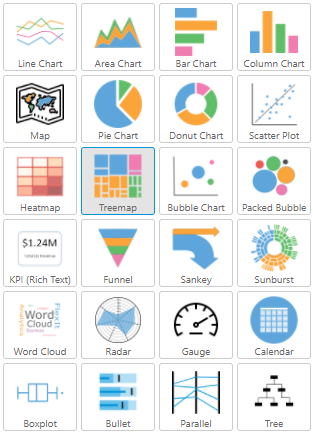 Line Chart
Area Chart
Bar Chart
Column Chart
Map
Pie Chart
Donut Chart
Scatter Plot
Heatmap
Treemap
Bubble Chart
Packed Bubble
$1.24M
KPI (Rich Text)
Funnel
Sankey
Sunburst
Word
Cloud
Word Cloud
Radar
Gauge
Calendar
Boxplot
Bullet
Parallel
Tree